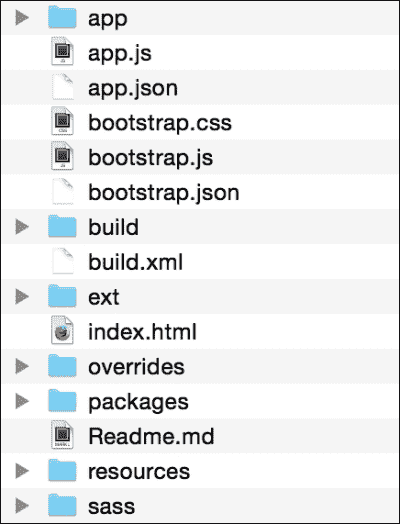 app
app.js
app.json
bootstrap.css
bootstrap.js
bootstrap.json
build
build.xml
ext
index.html
overrides
packages
Readme.md
resources
sass